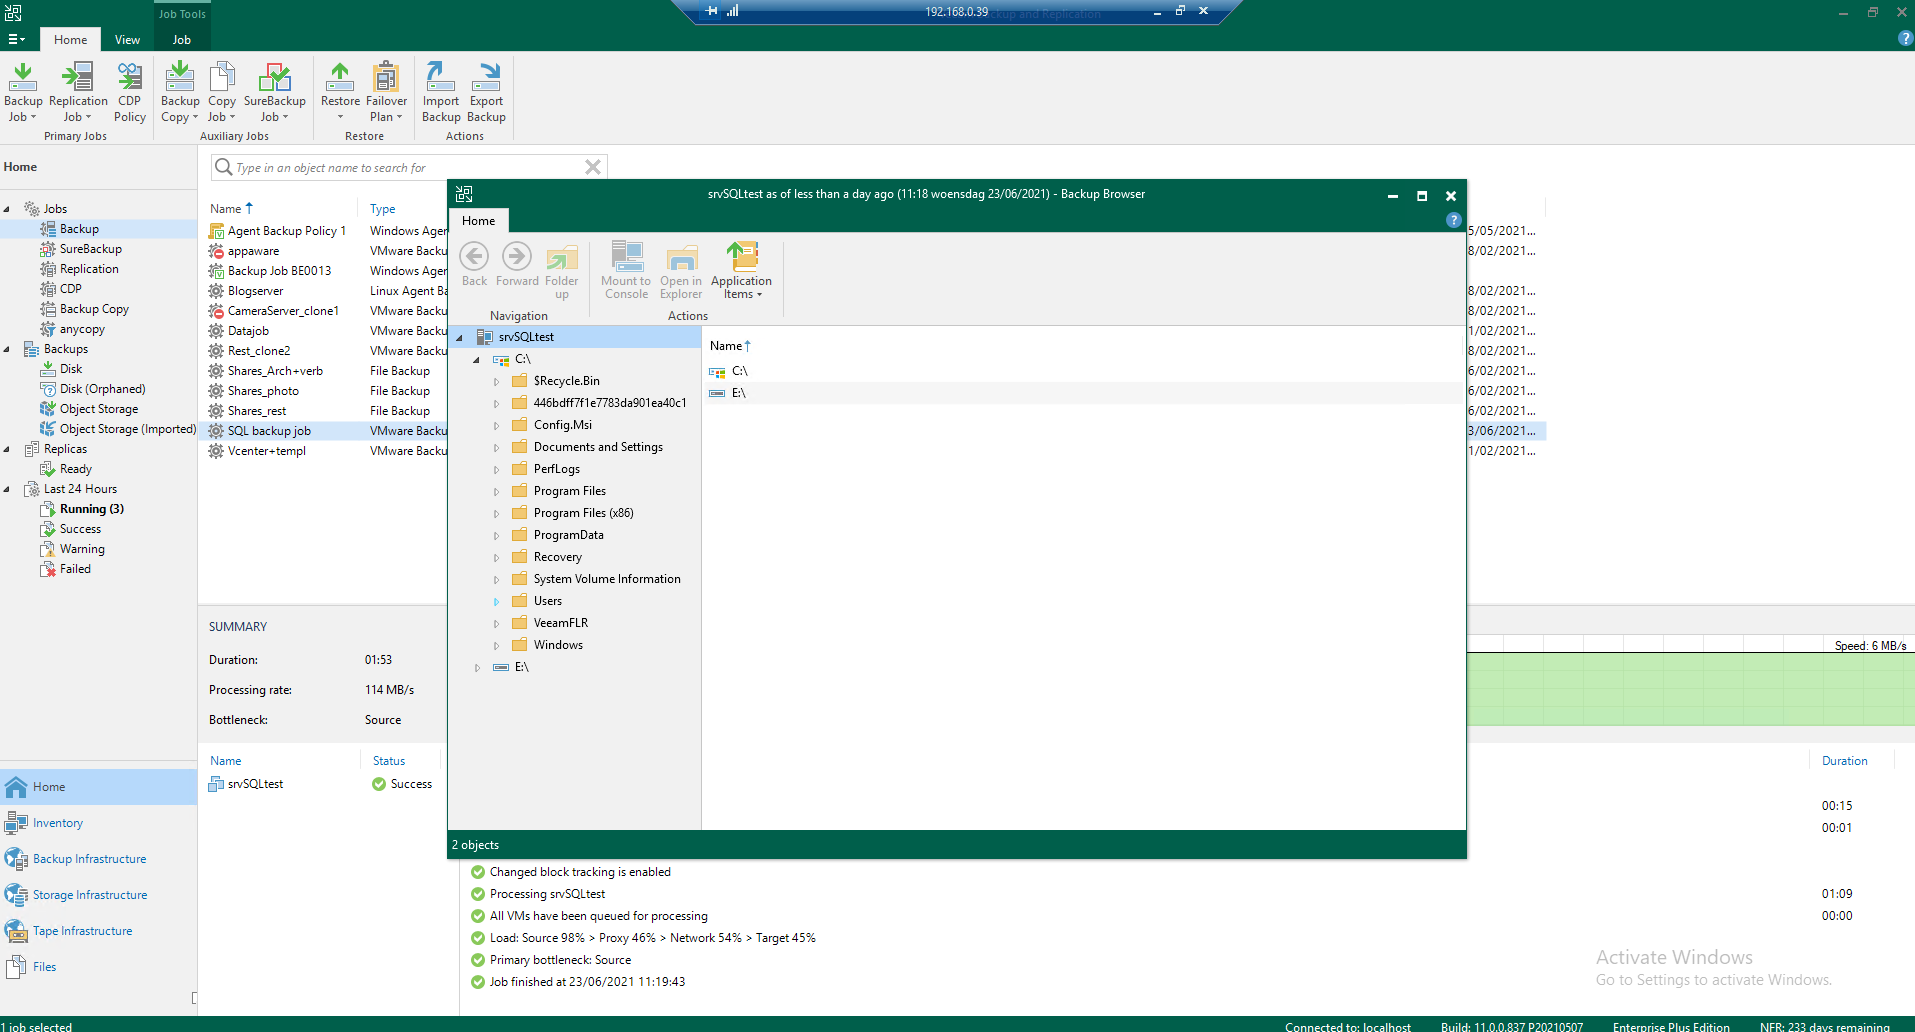 Job Tools
192.168.0.39
Home
View
Job
Backup Job
Replication Job
CDP Policy
Primary Jobs
Backup Copy
Copy Job
SureBackup Job
Auxiliary Jobs
Restore
Failover Plan
Restore
Import Backup
Export Backup
Actions
Home
Jobs
Backup
SureBackup
Replication
CDP
Backup Copy
anycopy
Backups
Disk
Disk (Orphaned)
Object Storage
Object Storage (Imported)
Replicas
Ready
Last 24 Hours
Running (3)
Success
Warning
Failed
Home
Inventory
Backup Infrastructure
Storage Infrastructure
Tape Infrastructure
Files
Type in an object name to search for
Name Type
Agent Backup Policy 1 Windows Ager 5/05/2021...
appaware VMware Backu 8/02/2021...
Backup Job BE0013 Windows Ager
Blogserver Linux Agent Ba 8/02/2021...
CameraServer_clone1 VMware Backu 8/02/2021...
Datajob VMware Backu 1/02/2021...
Rest_clone2 VMware Backu 8/02/2021...
Shares_Arch+verb File Backup 6/02/2021...
Shares_photo File Backup 6/02/2021...
Shares_rest File Backup 6/02/2021...
SQL backup job VMware Backu 3/06/2021...
Vcenter+templ VMware Backu 1/02/2021...
srvSQLtest as of less than a day ago (11:18 woensdag 23/06/2021) - Backup Browser
Home
Back
Forward
Folder up
Navigation
Mount to Console
Open in Explorer
Application Items
Actions
srvSQLtest
C:\
$Recycle.Bin
446bdff7f1e7783da901ea40c1
Config.Msi
Documents and Settings
PerfLogs
Program Files
Program Files (x86)
ProgramData
Recovery
System Volume Information
Users
VeeamFLR
Windows
E:\
Name
C:\
E:\
2 objects
SUMMARY
Duration: 01:53
Processing rate: 114 MB/s
Bottleneck: Source
Speed: 6 MB/s
Name Status
srvSQLtest Success
Duration
00:15
00:01
Changed block tracking is enabled
Processing srvSQLtest 01:09
All VMs have been queued for processing 00:00
Load: Source 98% > Proxy 46% > Network 54% > Target 45%
Primary bottleneck: Source
Job finished at 23/06/2021 11:19:43
Activate Windows
Go to Settings to activate Windows.
1 job selected
Connected to: localhost
Build: 11.0.0.837 P20210507
Enterprise Plus Edition
NFR: 233 days remaining